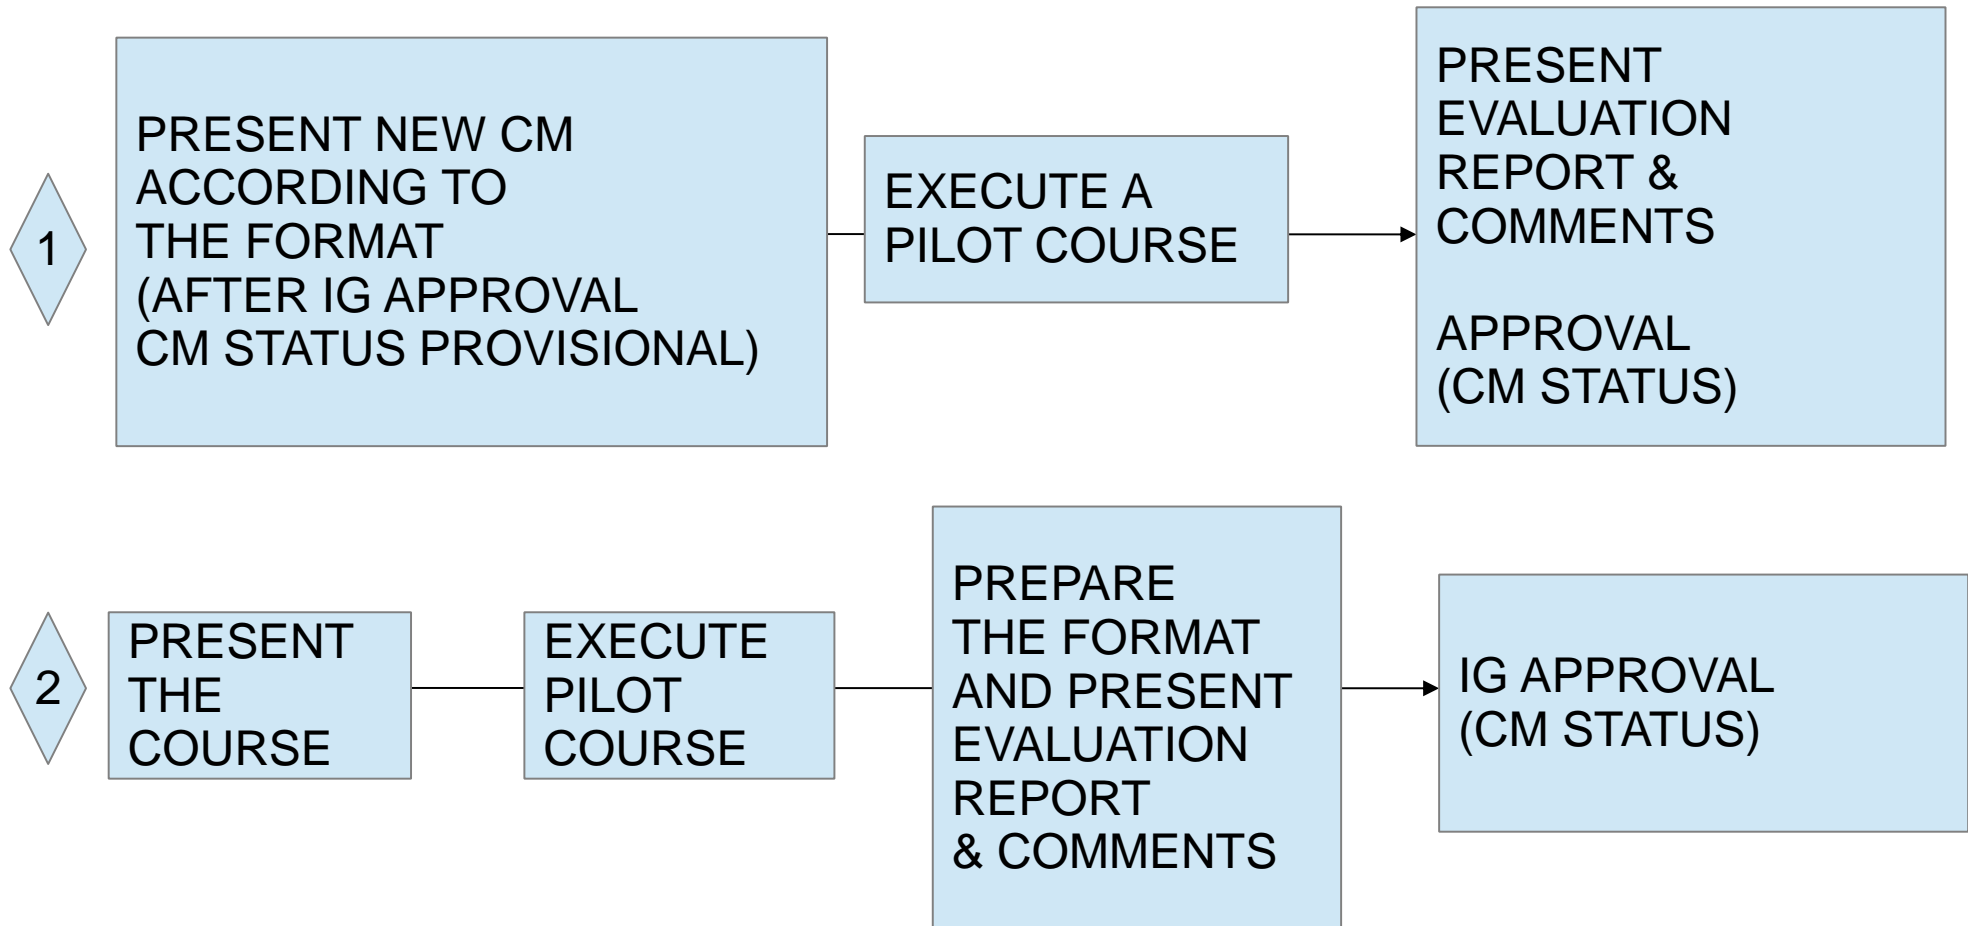 1
PRESENT NEW CM
ACCORDING TO
THE FORMAT
(AFTER IG APPROVAL
CM STATUS PROVISIONAL)
EXECUTE A
PILOT COURSE
PRESENT
EVALUATION
REPORT &
COMMENTS
APPROVAL
(CM STATUS)
2
PRESENT
THE
COURSE
EXECUTE
PILOT
COURSE
PREPARE
THE FORMAT
AND PRESENT
EVALUATION
REPORT
& COMMENTS
IG APPROVAL
(CM STATUS)